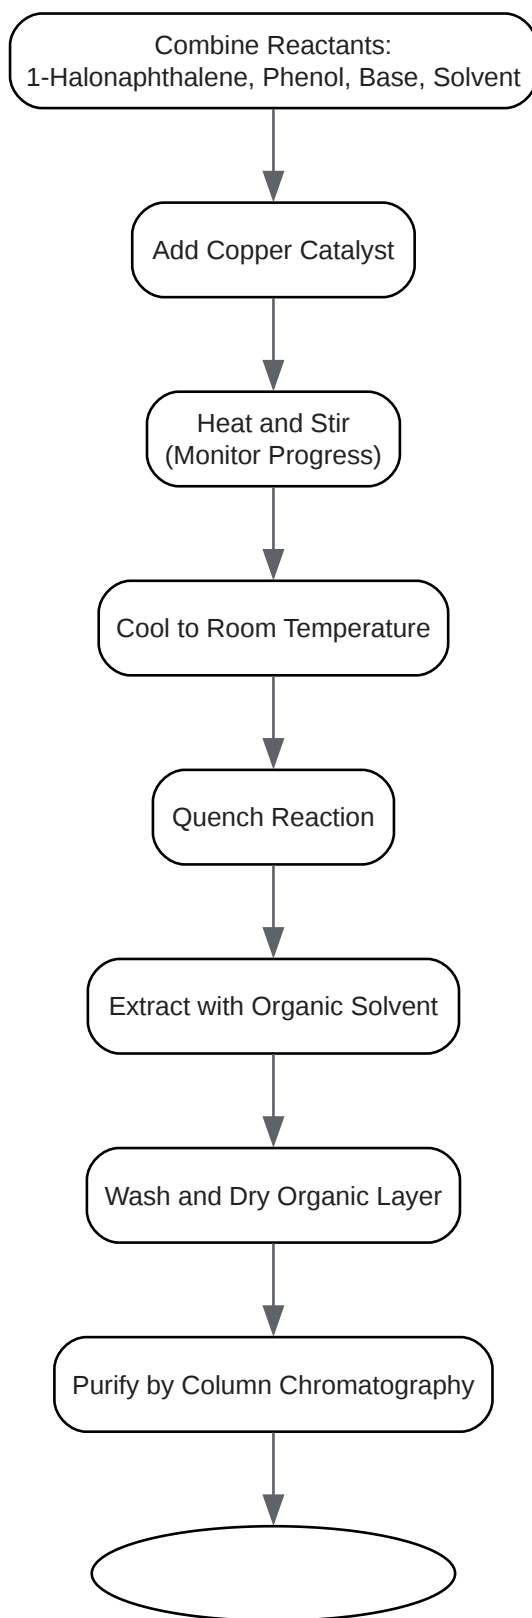 Combine Reactants:
1-Halonaphthalene, Phenol, Base, Solvent
Add Copper Catalyst
Heat and Stir
(Monitor Progress)
Cool to Room Temperature
Quench Reaction
Extract with Organic Solvent
Wash and Dry Organic Layer
Purify by Column Chromatography